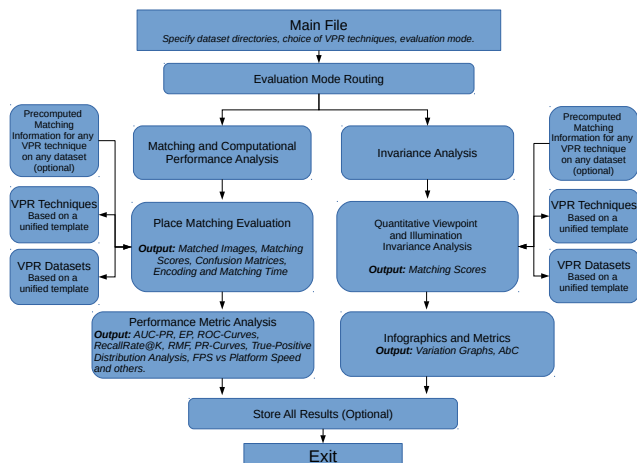 Main File
Specify dataset directories, choice of VPR techniques, evaluation mode.
Evaluation Mode Routing
Precomputed
Matching
Information for any
VPR technique
on any dataset
(optional)
Matching and Computational
Performance Analysis
Invariance Analysis
Precomputed
Matching
Information for any
VPR technique
on any dataset
(optional)
VPR Techniques
Based on a
unified template
VPR Datasets
Based on a
unified template
Place Matching Evaluation
Output: Matched Images, Matching
Scores, Confusion Matrices,
Encoding and Matching Time
Quantitative Viewpoint
and Illumination
Invariance Analysis
Output: Matching Scores
VPR Techniques
Based on a
unified template
VPR Datasets
Based on a
unified template
Performance Metric Analysis
Output: AUC-PR, EP, ROC-Curves,
RecallRate@K, RMF, PR-Curves, True-Positive
Distribution Analysis, FPS vs Platform Speed
and others.
Infographics and Metrics
Output: Variation Graphs, AbC
Store All Results (Optional)
Exit